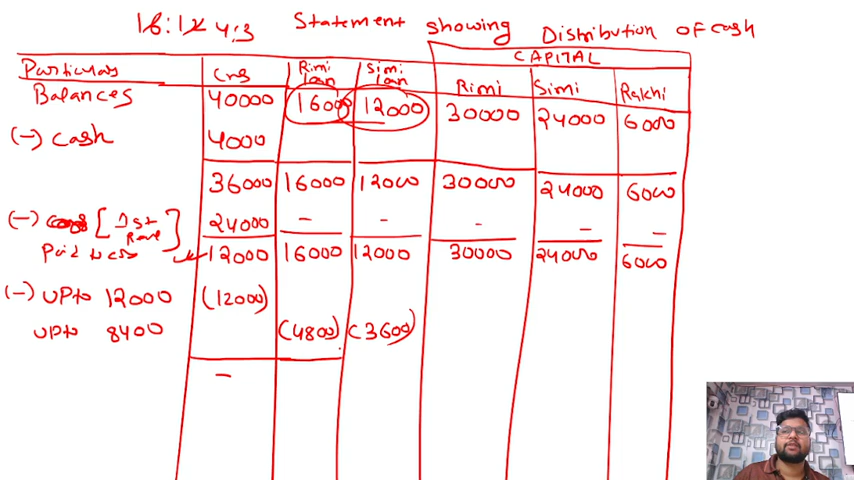 16:12 4:3 Statement showing Distribution of cash
CAPITAL
Particulars Crs Rimi loan Simi loan Rimi Simi Rakhi
Balances 40000 16000 12000 30000 24000 6000
(-) cash 4000
36000 16000 12000 30000 24000 6000
(-) [1st 24000 - - - - -
Paid to crs 12000 16000 12000 30000 24000 6000
(-) upto 12000 (12000)
upto 8400 (4800) (3600)
-